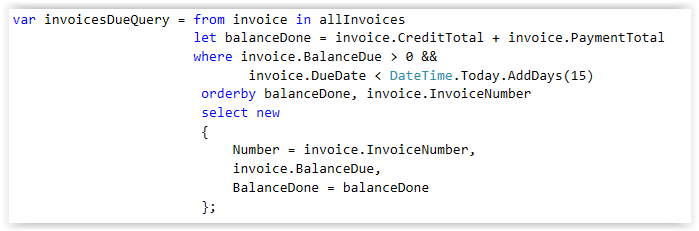 var invoicesDueQuery = from invoice in allInvoices
let balanceDone = invoice.CreditTotal + invoice.PaymentTotal
where invoice.BalanceDue > 0 &&
invoice.DueDate < DateTime.Today.AddDays(15)
orderby balanceDone, invoice.InvoiceNumber
select new
{
Number = invoice.InvoiceNumber,
invoice.BalanceDue,
BalanceDone = balanceDone
};